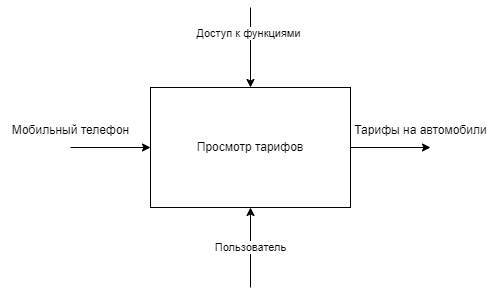 Доступ к функциями
Мобильный телефон
Тарифы на автомобили
Просмотр тарифов
Пользователь